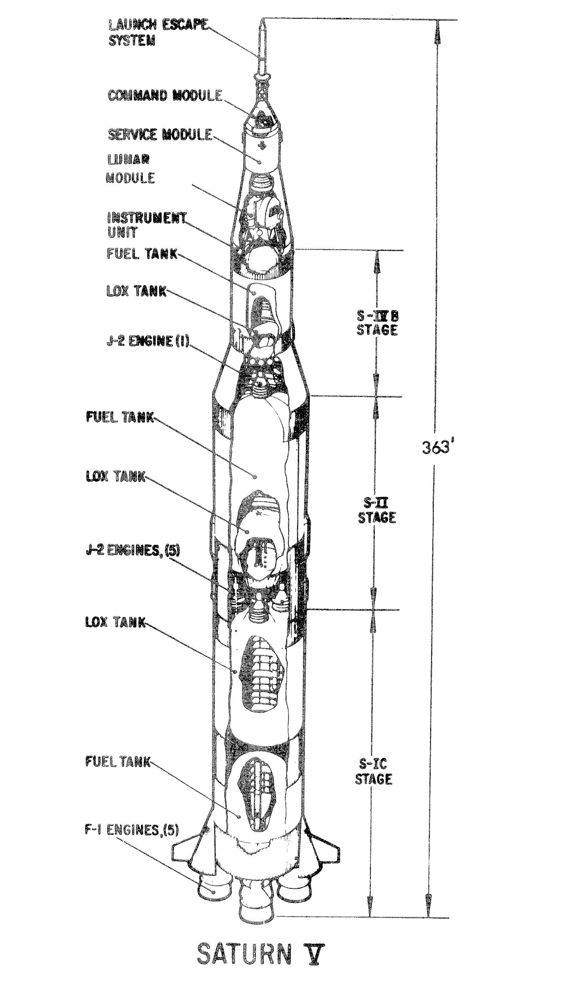 LAUNCH ESCAPE
SYSTEM
COMMAND MODULE
SERVICE MODULE
LUNAR
MODULE
INSTRUMENT
UNIT
FUEL TANK
LOX TANK
J-2 ENGINE (1)
S-IVB
STAGE
FUEL TANK
363'
LOX TANK
S-II
STAGE
J-2 ENGINES, (5)
LOX TANK
FUEL TANK
S-IC
STAGE
F-1 ENGINES, (5)
SATURN V